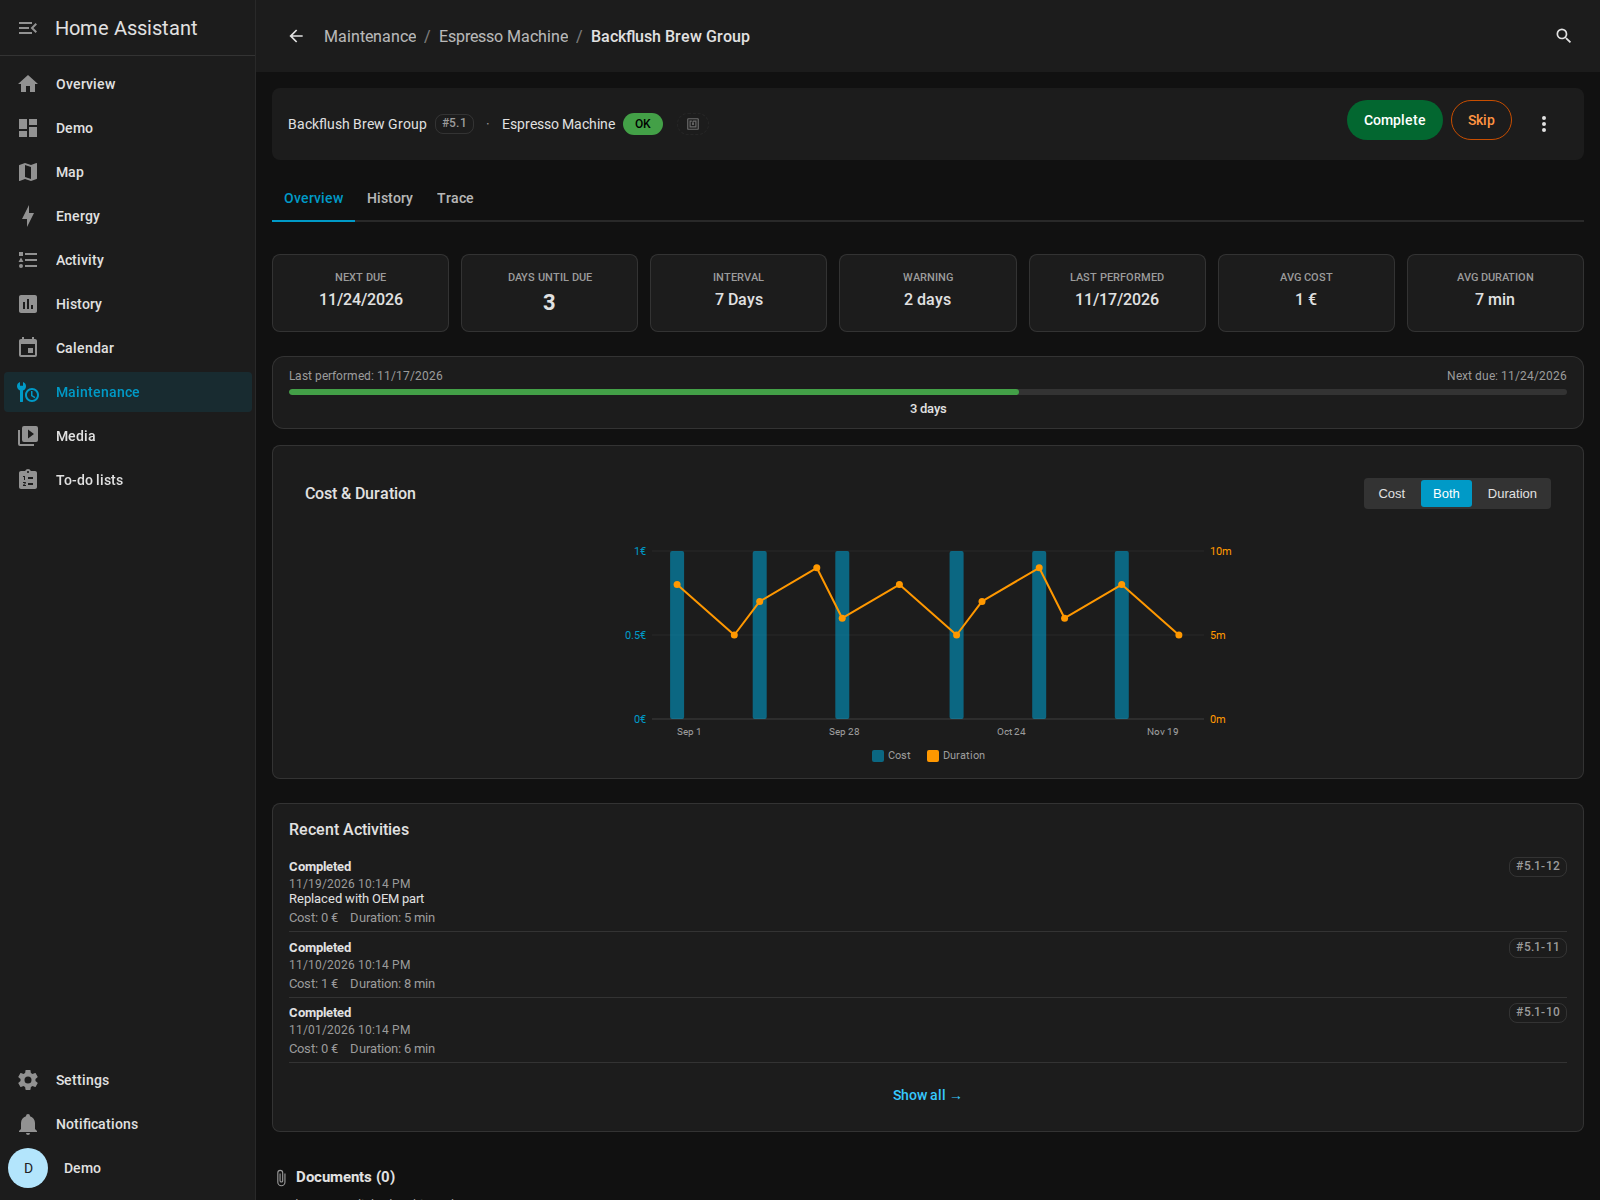 Home Assistant
Overview
Demo
Map
Energy
Activity
History
Calendar
Maintenance
Media
To-do lists
Settings
Notifications
D
Demo
Maintenance / Espresso Machine / Backflush Brew Group
Backflush Brew Group #5.1 · Espresso Machine OK
Complete
Skip
Overview
History
Trace
NEXT DUE
11/24/2026
DAYS UNTIL DUE
3
INTERVAL
7 Days
WARNING
2 days
LAST PERFORMED
11/17/2026
AVG COST
1 €
AVG DURATION
7 min
Last performed: 11/17/2026
Next due: 11/24/2026
3 days
Cost & Duration
Cost
Both
Duration
1€
0.5€
0€
10m
5m
0m
Sep 1
Sep 28
Oct 24
Nov 19
Cost
Duration
Recent Activities
Completed
#5.1-12
11/19/2026 10:14 PM
Replaced with OEM part
Cost: 0 € Duration: 5 min
Completed
#5.1-11
11/10/2026 10:14 PM
Cost: 1 € Duration: 8 min
Completed
#5.1-10
11/01/2026 10:14 PM
Cost: 0 € Duration: 6 min
Show all →
Documents (0)